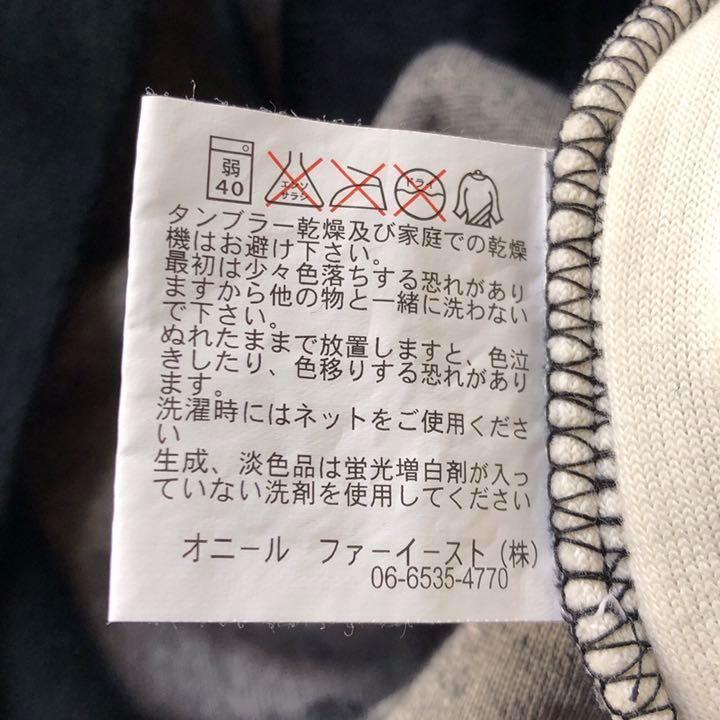 弱
40
エンソ
サラシ
ドライ
タンブラー乾燥及び家庭での乾燥
機はお避け下さい。
最初は少々色落ちする恐れがあり
ますから他の物と一緒に洗わない
で下さい。
ぬれたままで放置しますと、色泣
きしたり、色移りする恐れがあり
ます。
洗濯時にはネットをご使用くださ
い
生成、淡色品は蛍光増白剤が入っ
ていない洗剤を使用してください
オニール ファーイースト(株)
06-6535-4770